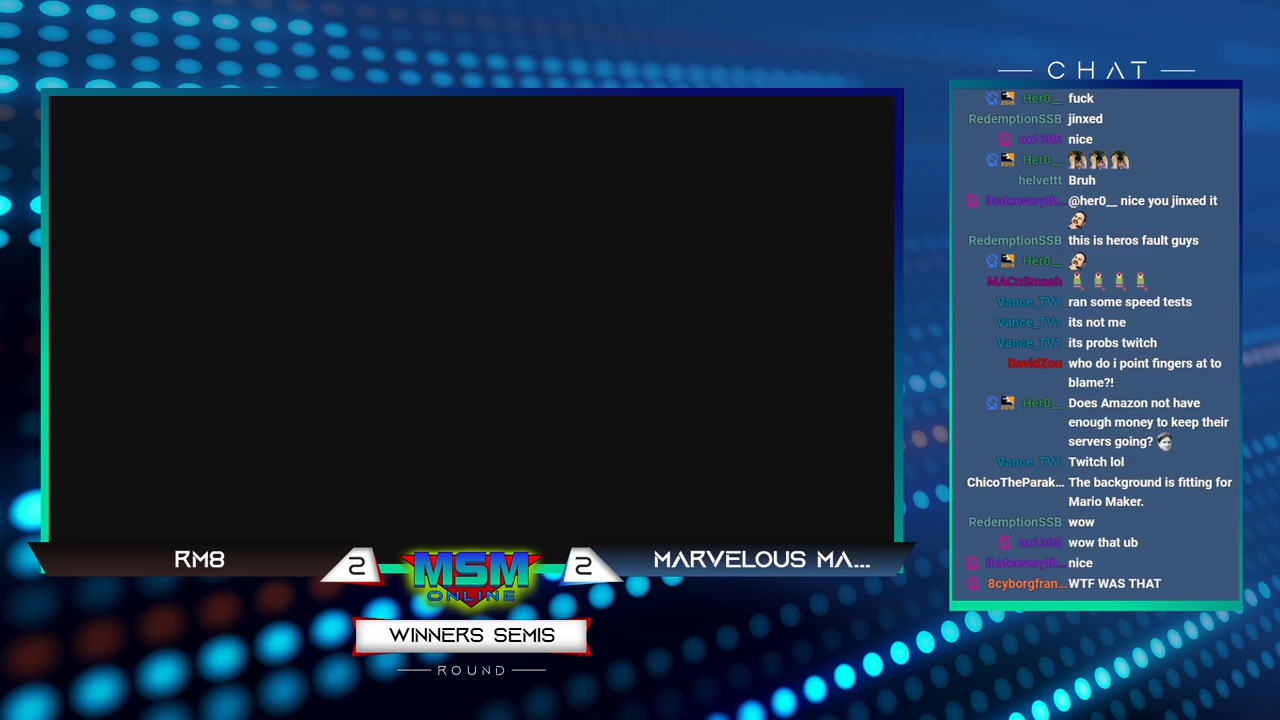 CHAT
Her0__ fuck
RedemptionSSB jinxed
nx1305 nice
Her0__
helvettt Bruh
ihateeveryth... @her0__ nice you jinxed it
RedemptionSSB this is heros fault guys
Her0__
MACnSmash
Vance_TV1 ran some speed tests
Vance_TV1 its not me
Vance_TV1 its probs twitch
DavidZou who do i point fingers at to
blame?!
Her0__ Does Amazon not have
enough money to keep their
servers going?
Vance_TV1 Twitch lol
ChicoTheParak... The background is fitting for
Mario Maker.
RedemptionSSB wow
nx1305 wow that ub
ihateeveryth... nice
8cyborgfran... WTF WAS THAT
RM8 2 MSM 2 MARVELOUS MA...
ONLINE
WINNERS SEMIS
ROUND